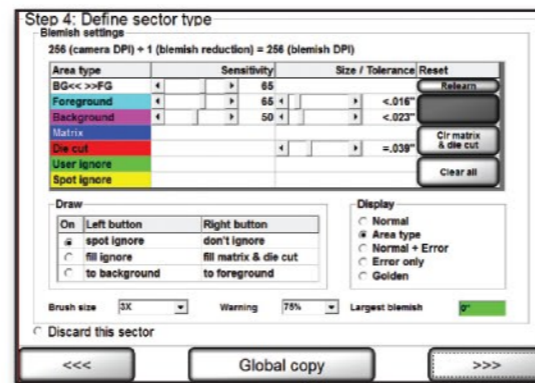 Step 4: Define sector type
Blemish settings
256 (camera DPI) ÷ 1 (blemish reduction) = 256 (blemish DPI)
Area type Sensitivity Size / Tolerance Reset
BG<< >>FG 65 Relearn
Foreground 65 <.016"
Background 50 <.023"
Matrix Clr matrix
Die cut =.039" & die cut
User ignore Clear all
Spot ignore
Draw
On Left button Right button
spot ignore don't ignore
fill ignore fill matrix & die cut
to background to foreground
Display
Normal
Area type
Normal + Error
Error only
Golden
Brush size 3X Warning 75% Largest blemish 0"
Discard this sector
<<< Global copy >>>